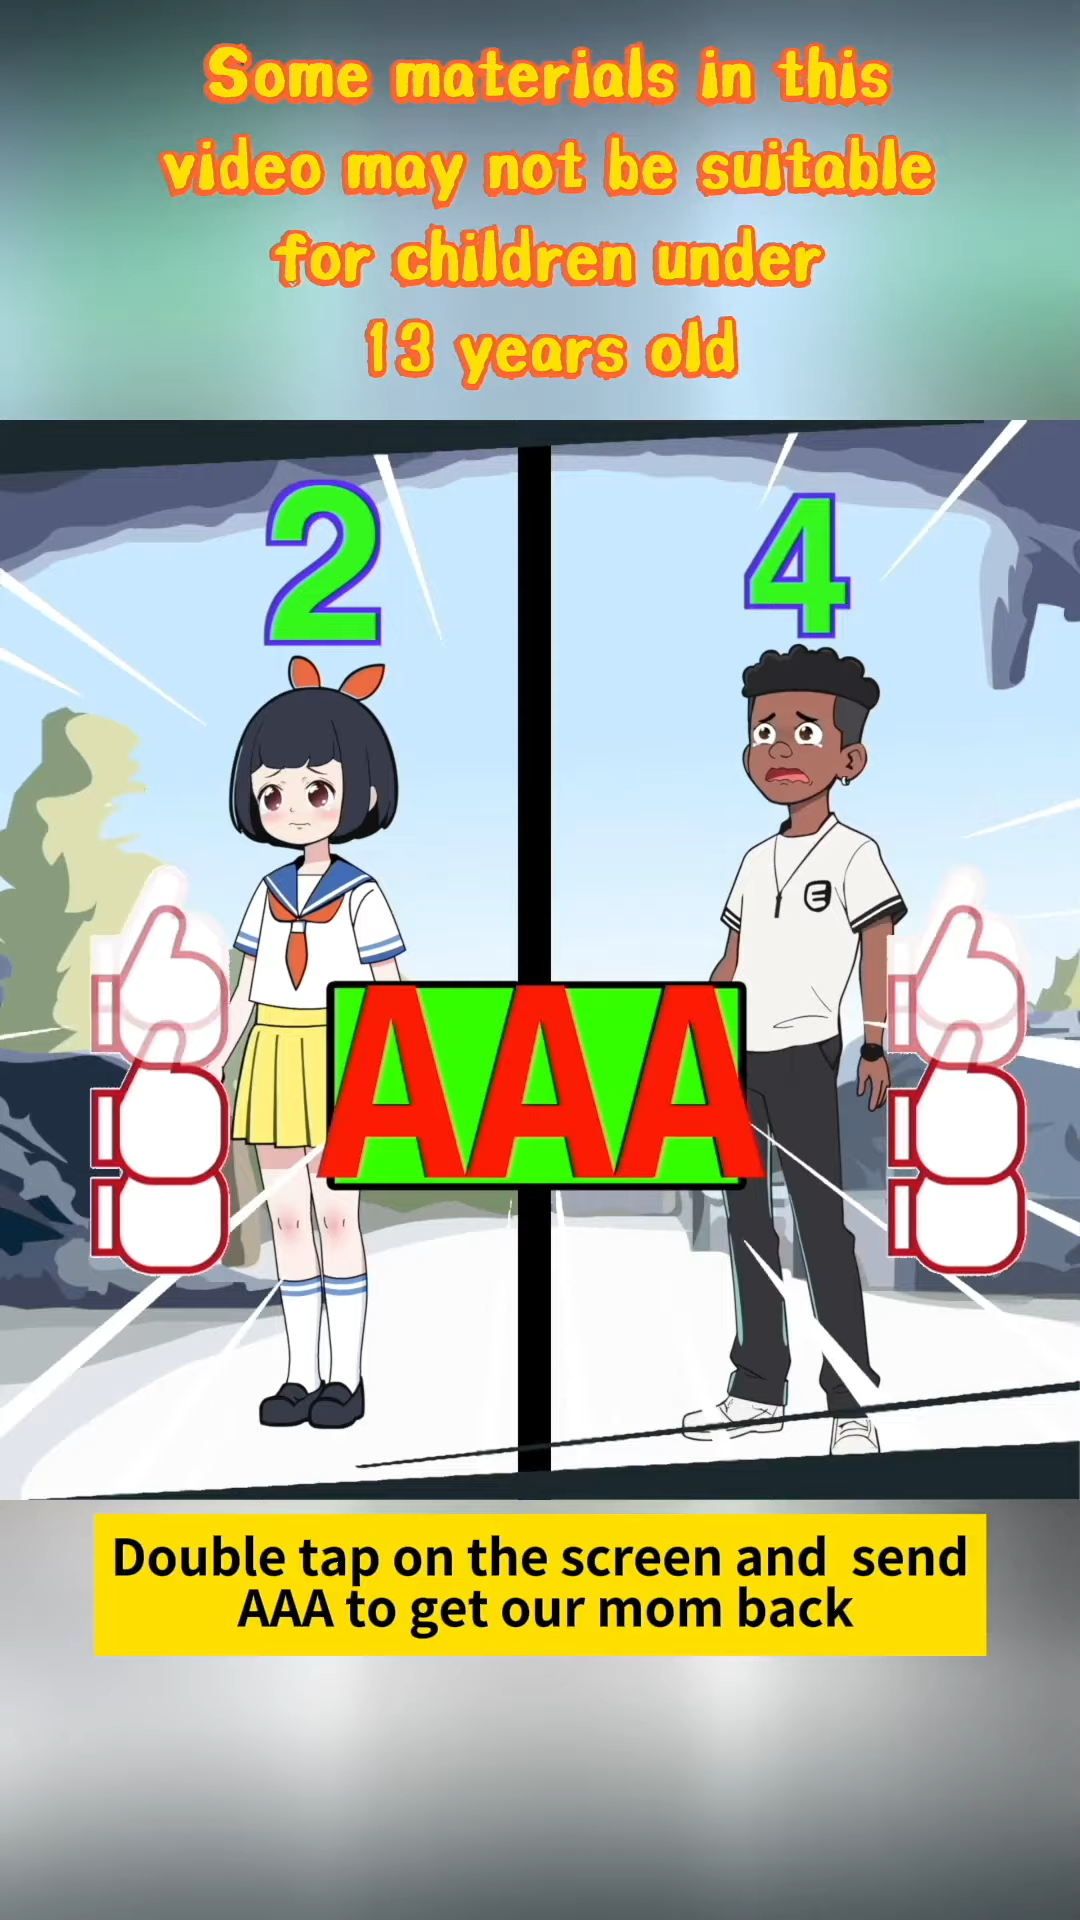 Some materials in this
video may not be suitable
for children under
13 years old
2
4
AAA
Double tap on the screen and send
AAA to get our mom back